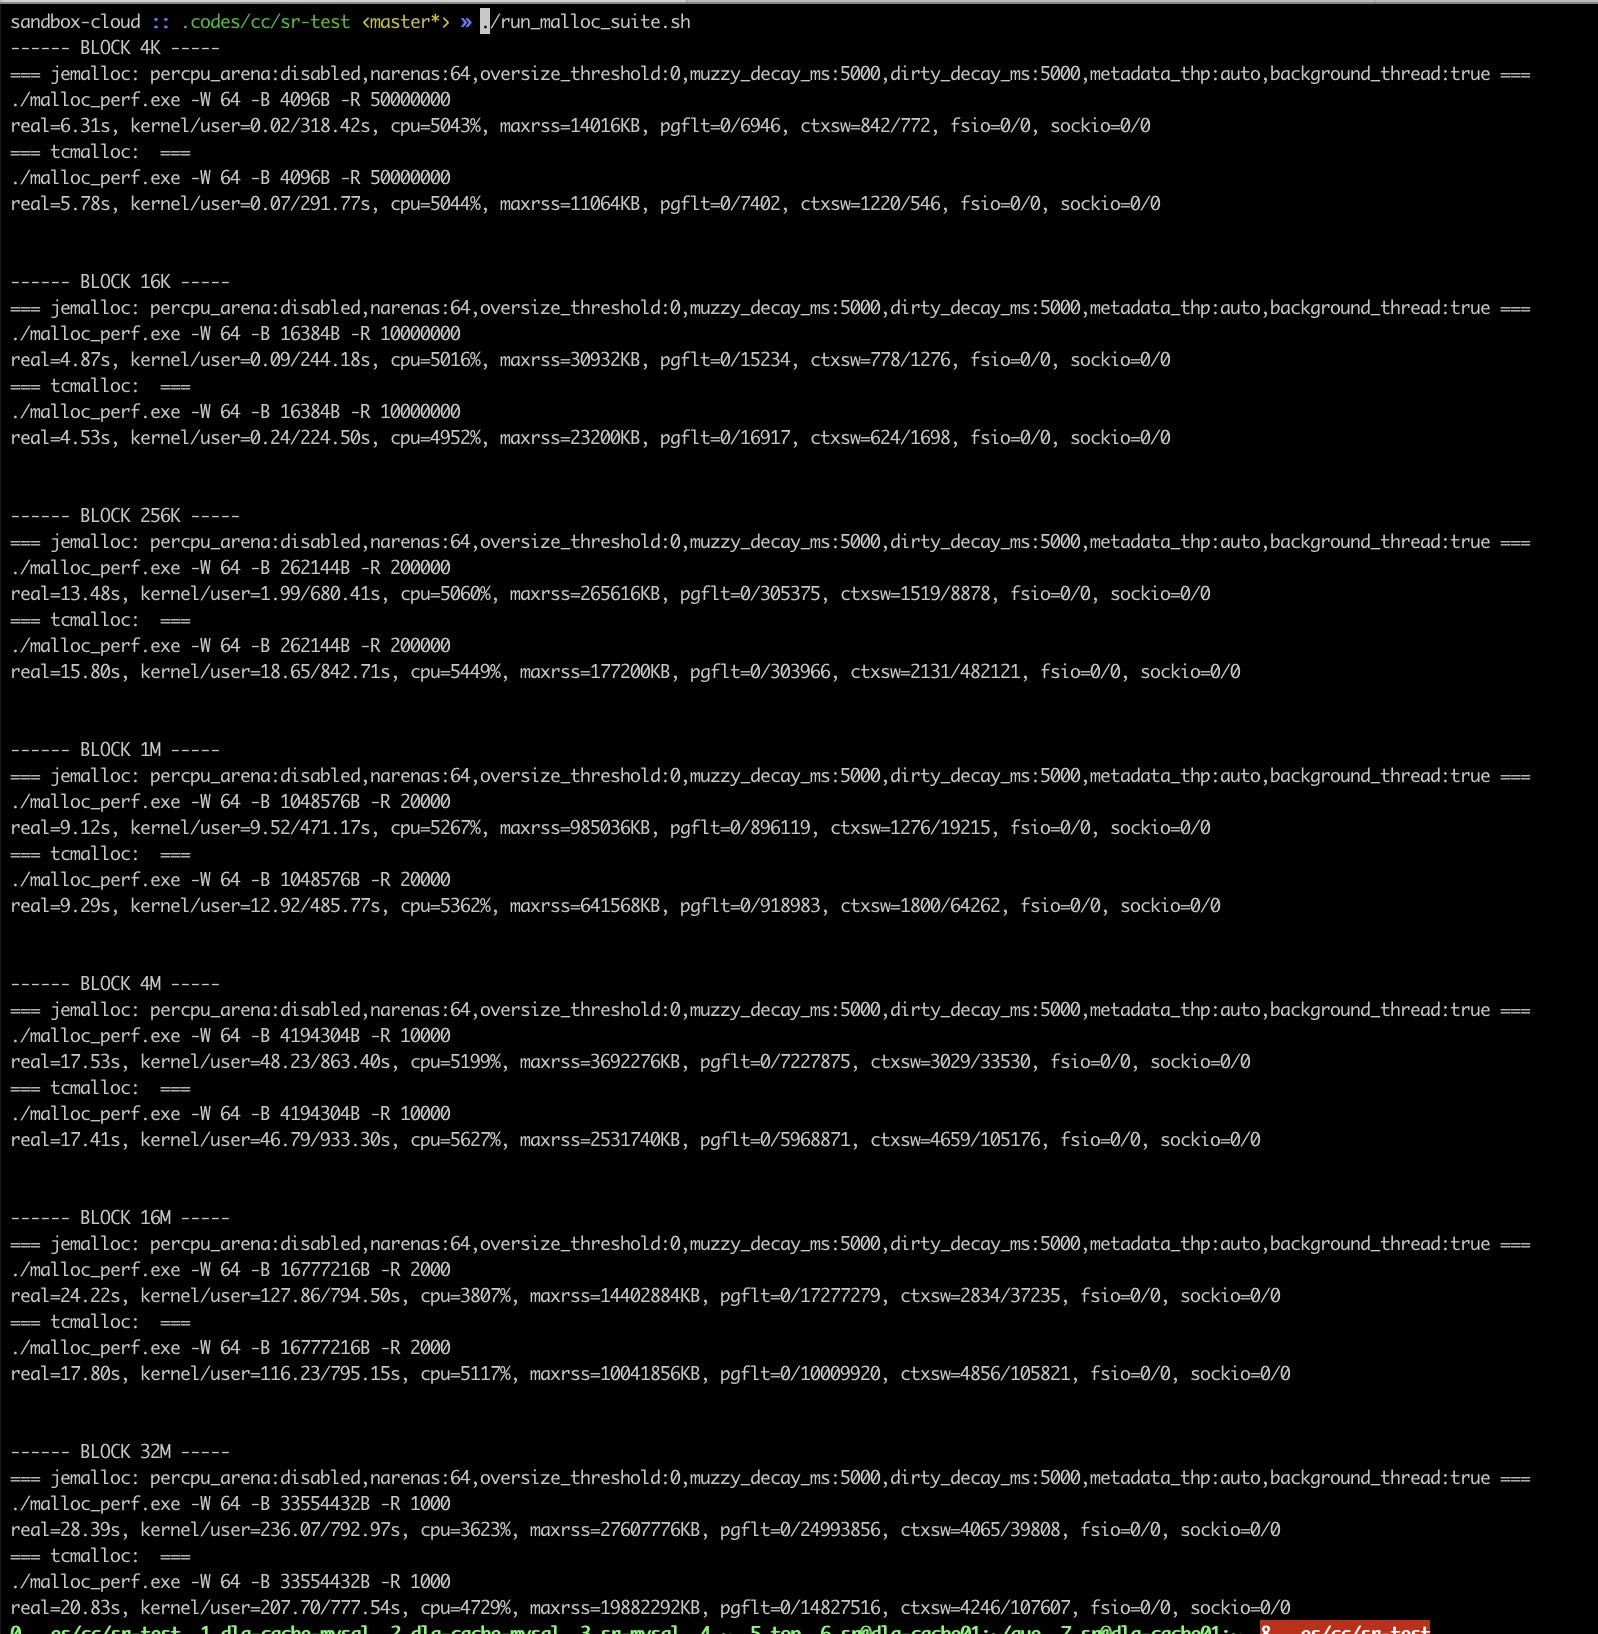 sandbox-cloud :: .codes/cc/sr-test <master*> » ./run_malloc_suite.sh
------ BLOCK 4K -----
=== jemalloc: percpu_arena:disabled,narenas:64,oversize_threshold:0,muzzy_decay_ms:5000,dirty_decay_ms:5000,metadata_thp:auto,background_thread:true ===
./malloc_perf.exe -W 64 -B 4096B -R 50000000
real=6.31s, kernel/user=0.02/318.42s, cpu=5043%, maxrss=14016KB, pgflt=0/6946, ctxsw=842/772, fsio=0/0, sockio=0/0
=== tcmalloc:  ===
./malloc_perf.exe -W 64 -B 4096B -R 50000000
real=5.78s, kernel/user=0.07/291.77s, cpu=5044%, maxrss=11064KB, pgflt=0/7402, ctxsw=1220/546, fsio=0/0, sockio=0/0
------ BLOCK 16K -----
=== jemalloc: percpu_arena:disabled,narenas:64,oversize_threshold:0,muzzy_decay_ms:5000,dirty_decay_ms:5000,metadata_thp:auto,background_thread:true ===
./malloc_perf.exe -W 64 -B 16384B -R 10000000
real=4.87s, kernel/user=0.09/244.18s, cpu=5016%, maxrss=30932KB, pgflt=0/15234, ctxsw=778/1276, fsio=0/0, sockio=0/0
=== tcmalloc:  ===
./malloc_perf.exe -W 64 -B 16384B -R 10000000
real=4.53s, kernel/user=0.24/224.50s, cpu=4952%, maxrss=23200KB, pgflt=0/16917, ctxsw=624/1698, fsio=0/0, sockio=0/0
------ BLOCK 256K -----
=== jemalloc: percpu_arena:disabled,narenas:64,oversize_threshold:0,muzzy_decay_ms:5000,dirty_decay_ms:5000,metadata_thp:auto,background_thread:true ===
./malloc_perf.exe -W 64 -B 262144B -R 200000
real=13.48s, kernel/user=1.99/680.41s, cpu=5060%, maxrss=265616KB, pgflt=0/305375, ctxsw=1519/8878, fsio=0/0, sockio=0/0
=== tcmalloc:  ===
./malloc_perf.exe -W 64 -B 262144B -R 200000
real=15.80s, kernel/user=18.65/842.71s, cpu=5449%, maxrss=177200KB, pgflt=0/303966, ctxsw=2131/482121, fsio=0/0, sockio=0/0
------ BLOCK 1M -----
=== jemalloc: percpu_arena:disabled,narenas:64,oversize_threshold:0,muzzy_decay_ms:5000,dirty_decay_ms:5000,metadata_thp:auto,background_thread:true ===
./malloc_perf.exe -W 64 -B 1048576B -R 20000
real=9.12s, kernel/user=9.52/471.17s, cpu=5267%, maxrss=985036KB, pgflt=0/896119, ctxsw=1276/19215, fsio=0/0, sockio=0/0
=== tcmalloc:  ===
./malloc_perf.exe -W 64 -B 1048576B -R 20000
real=9.29s, kernel/user=12.92/485.77s, cpu=5362%, maxrss=641568KB, pgflt=0/918983, ctxsw=1800/64262, fsio=0/0, sockio=0/0
------ BLOCK 4M -----
=== jemalloc: percpu_arena:disabled,narenas:64,oversize_threshold:0,muzzy_decay_ms:5000,dirty_decay_ms:5000,metadata_thp:auto,background_thread:true ===
./malloc_perf.exe -W 64 -B 4194304B -R 10000
real=17.53s, kernel/user=48.23/863.40s, cpu=5199%, maxrss=3692276KB, pgflt=0/7227875, ctxsw=3029/33530, fsio=0/0, sockio=0/0
=== tcmalloc:  ===
./malloc_perf.exe -W 64 -B 4194304B -R 10000
real=17.41s, kernel/user=46.79/933.30s, cpu=5627%, maxrss=2531740KB, pgflt=0/5968871, ctxsw=4659/105176, fsio=0/0, sockio=0/0
------ BLOCK 16M -----
=== jemalloc: percpu_arena:disabled,narenas:64,oversize_threshold:0,muzzy_decay_ms:5000,dirty_decay_ms:5000,metadata_thp:auto,background_thread:true ===
./malloc_perf.exe -W 64 -B 16777216B -R 2000
real=24.22s, kernel/user=127.86/794.50s, cpu=3807%, maxrss=14402884KB, pgflt=0/17277279, ctxsw=2834/37235, fsio=0/0, sockio=0/0
=== tcmalloc:  ===
./malloc_perf.exe -W 64 -B 16777216B -R 2000
real=17.80s, kernel/user=116.23/795.15s, cpu=5117%, maxrss=10041856KB, pgflt=0/10009920, ctxsw=4856/105821, fsio=0/0, sockio=0/0
------ BLOCK 32M -----
=== jemalloc: percpu_arena:disabled,narenas:64,oversize_threshold:0,muzzy_decay_ms:5000,dirty_decay_ms:5000,metadata_thp:auto,background_thread:true ===
./malloc_perf.exe -W 64 -B 33554432B -R 1000
real=28.39s, kernel/user=236.07/792.97s, cpu=3623%, maxrss=27607776KB, pgflt=0/24993856, ctxsw=4065/39808, fsio=0/0, sockio=0/0
=== tcmalloc:  ===
./malloc_perf.exe -W 64 -B 33554432B -R 1000
real=20.83s, kernel/user=207.70/777.54s, cpu=4729%, maxrss=19882292KB, pgflt=0/14827516, ctxsw=4246/107607, fsio=0/0, sockio=0/0
es/cc/sr-test 1 dla-cache-mysql 2 dla-cache-mysql 3 sr-mysql 4 5 top 6 7 8 es/cc/sr-test